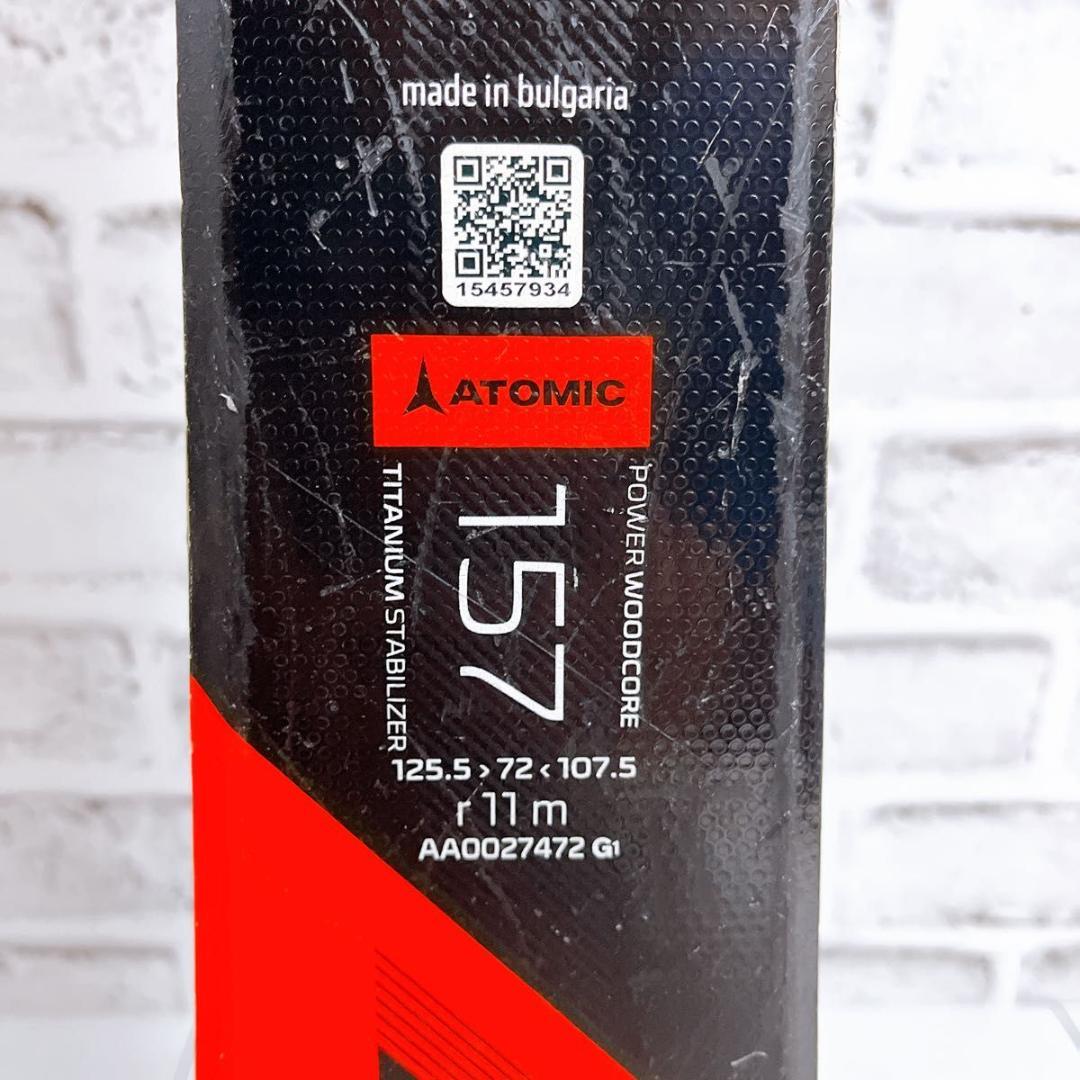 made in bulgaria
15457934
ATOMIC
TITANIUM STABILIZER
157
POWER WOODCORE
125.5 › 72 ‹ 107.5
r 11 m
AA0027472 G1